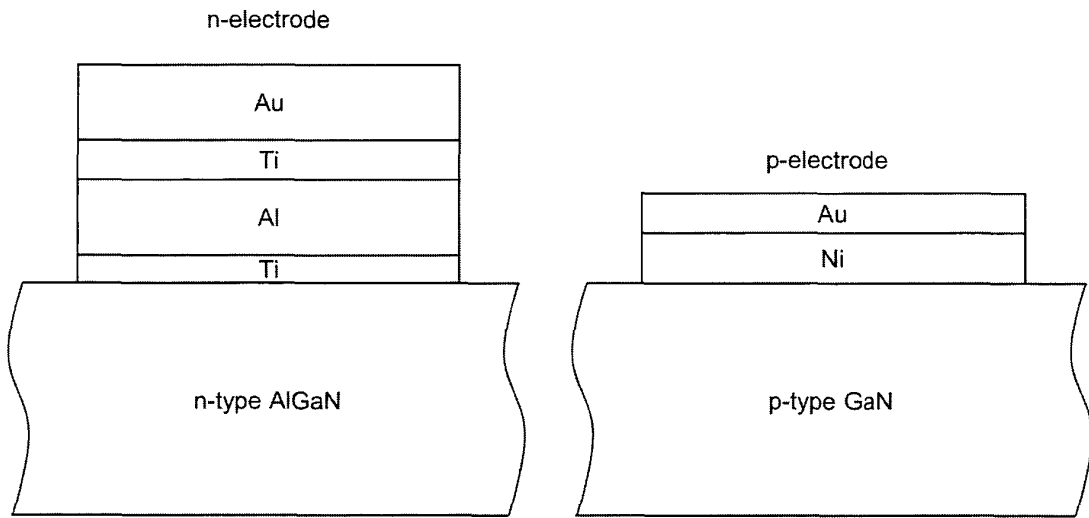 n-electrode
Au
Ti
Al
Ti
n-type AlGaN
p-electrode
Au
Ni
p-type GaN